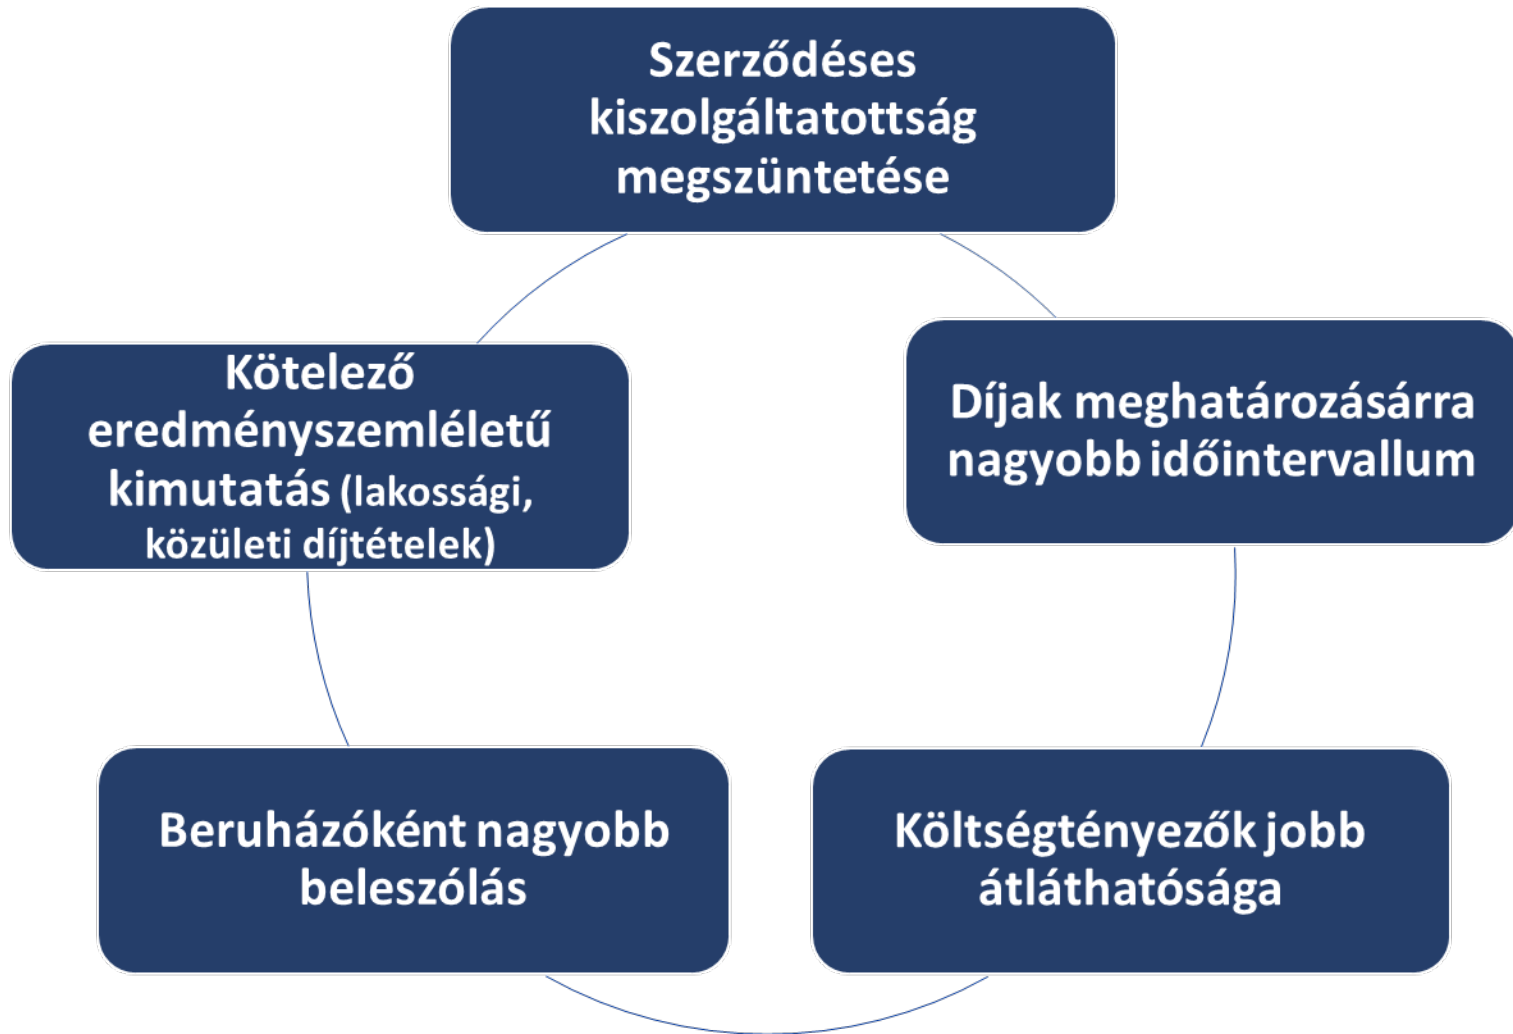 Szerződéses
kiszolgáltatottság
megszüntetése
Díjak meghatározásárra
nagyobb időintervallum
Költségtényezők jobb
átláthatósága
Beruházóként nagyobb
beleszólás
Kötelező
eredményszemléletű
kimutatás (lakossági,
közületi díjtételek)